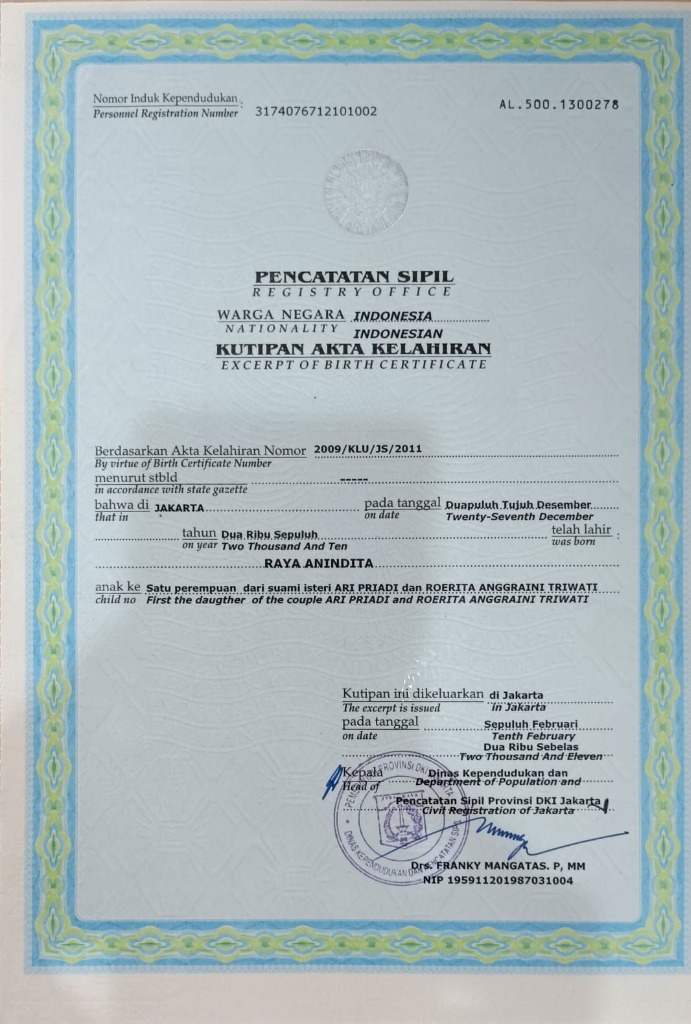 Nomor Induk Kependudukan : 3174076712101002
Personnel Registration Number
AL.500.1300278
PENCATATAN SIPIL
REGISTRY OFFICE
WARGA NEGARA INDONESIA
NATIONALITY INDONESIAN
KUTIPAN AKTA KELAHIRAN
EXCERPT OF BIRTH CERTIFICATE
Berdasarkan Akta Kelahiran Nomor 2009/KLU/JS/2011
By virtue of Birth Certificate Number
menurut stbld -----
in accordance with state gazette
bahwa di JAKARTA pada tanggal Duapuluh Tujuh Desember
that in on date Twenty-Seventh December
tahun Dua Ribu Sepuluh telah lahir :
on year Two Thousand And Ten was born
RAYA ANINDITA
anak ke Satu perempuan dari suami isteri ARI PRIADI dan ROERITA ANGGRAINI TRIWATI
child no First the daugther of the couple ARI PRIADI and ROERITA ANGGRAINI TRIWATI
Kutipan ini dikeluarkan di Jakarta
The excerpt is issued in Jakarta
pada tanggal Sepuluh Februari
on date Tenth February
Dua Ribu Sebelas
Two Thousand And Eleven
Kepala Dinas Kependudukan dan
Head of Department of Population and
Pencatatan Sipil Provinsi DKI Jakarta
Civil Registration of Jakarta
PROVINSI DKI JAKARTA
DINAS KEPENDUDUKAN DAN PENCATATAN SIPIL
Drs. FRANKY MANGATAS. P, MM
NIP 195911201987031004